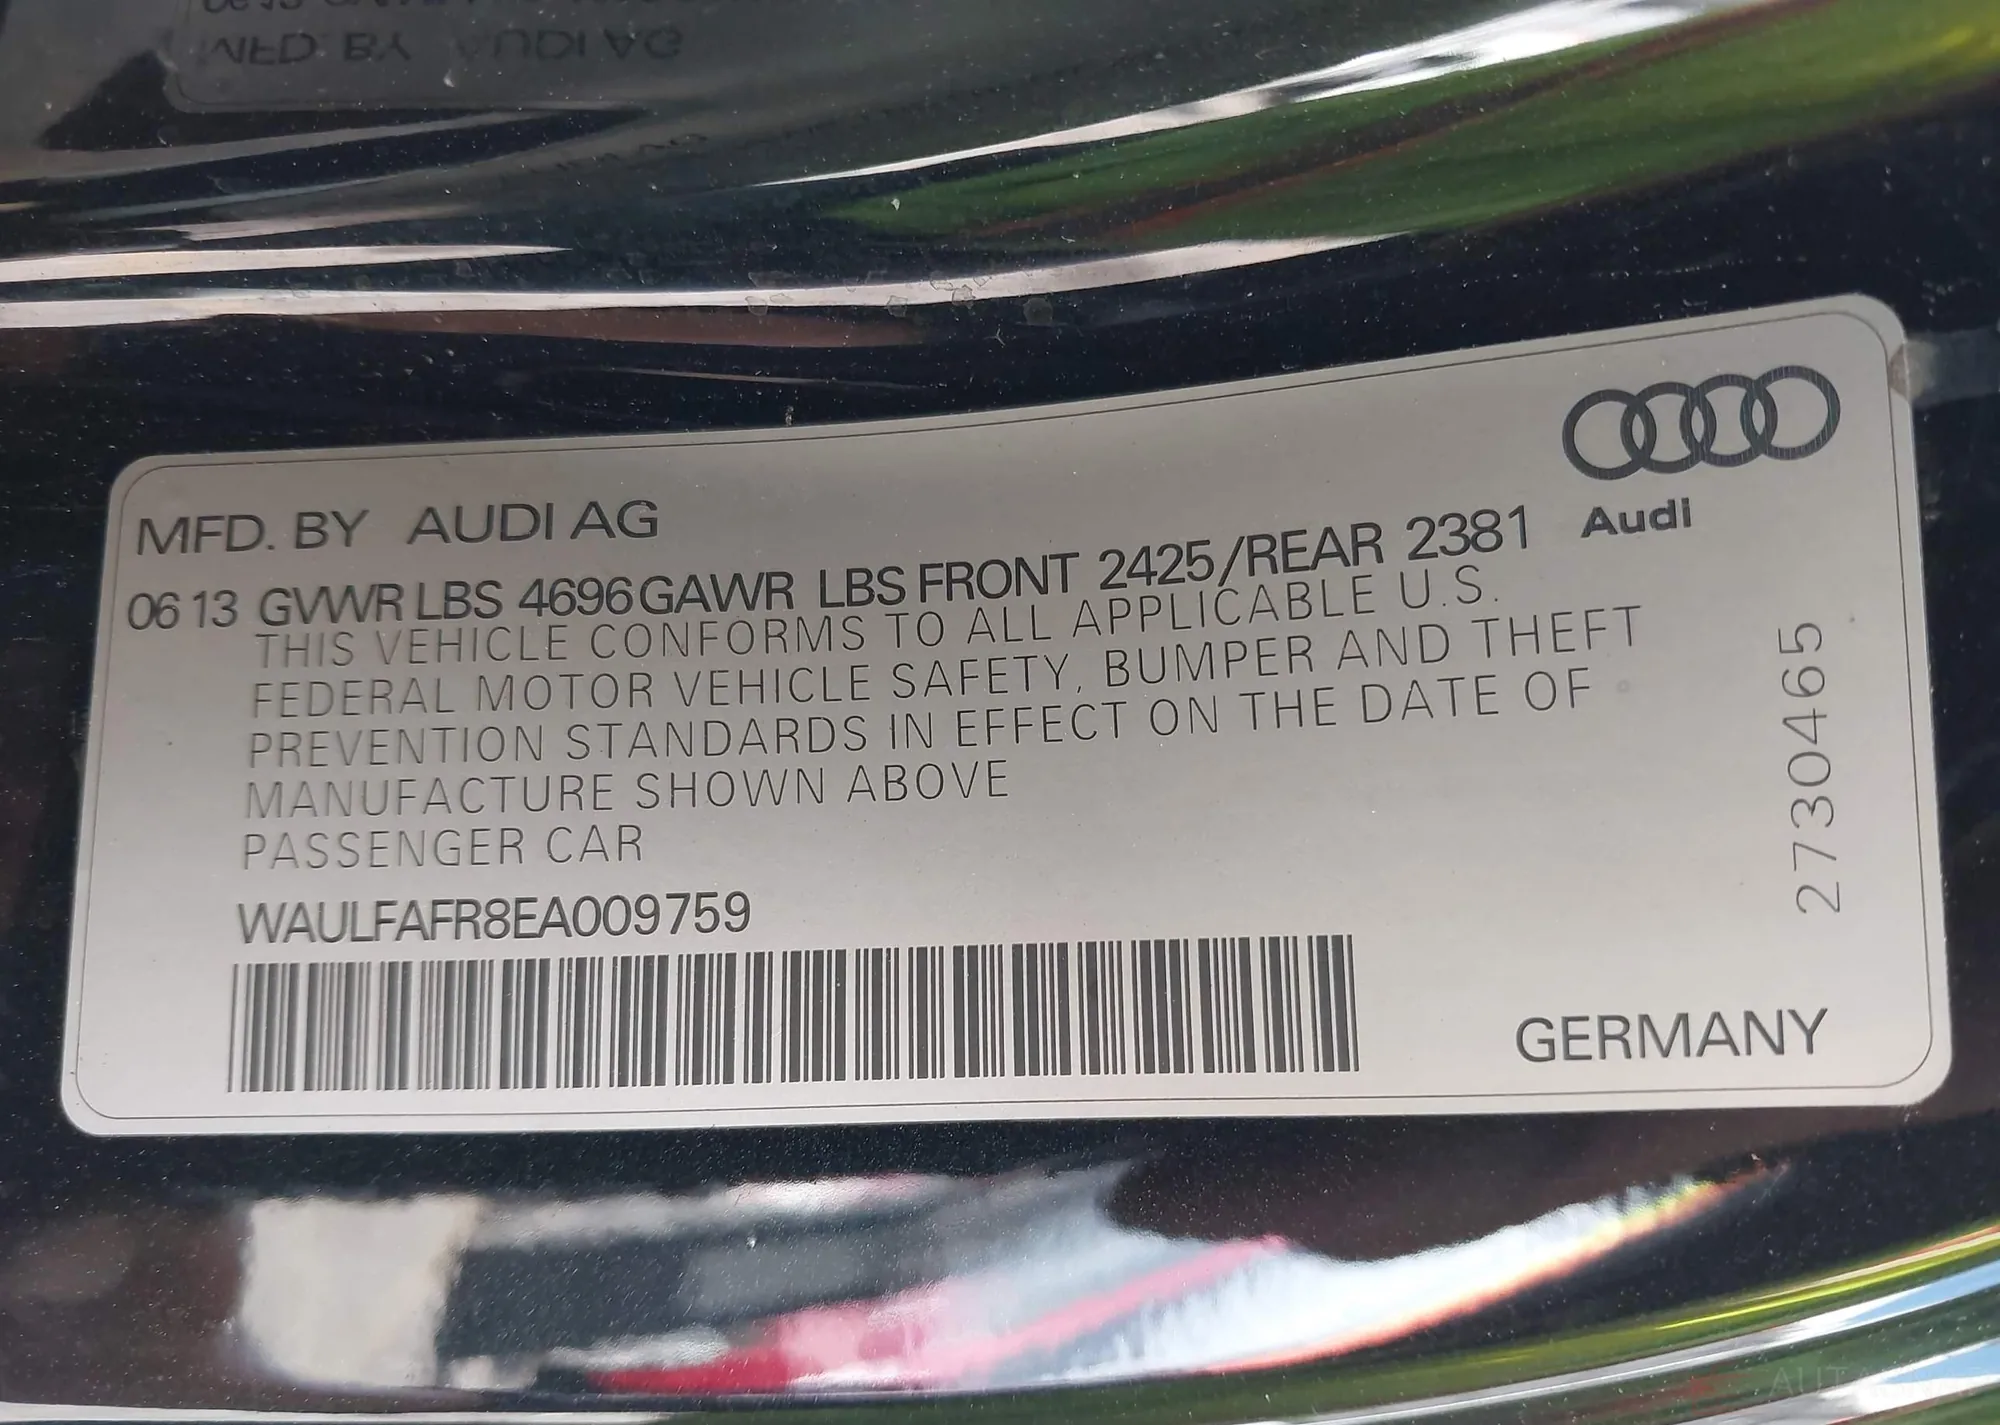 MFD. BY AUDI AG
Audi
06 13 GVWR LBS 4696 GAWR LBS FRONT 2425/REAR 2381
THIS VEHICLE CONFORMS TO ALL APPLICABLE U.S.
FEDERAL MOTOR VEHICLE SAFETY, BUMPER AND THEFT
PREVENTION STANDARDS IN EFFECT ON THE DATE OF
MANUFACTURE SHOWN ABOVE
PASSENGER CAR
WAULFAFR8EA009759
2730465
GERMANY